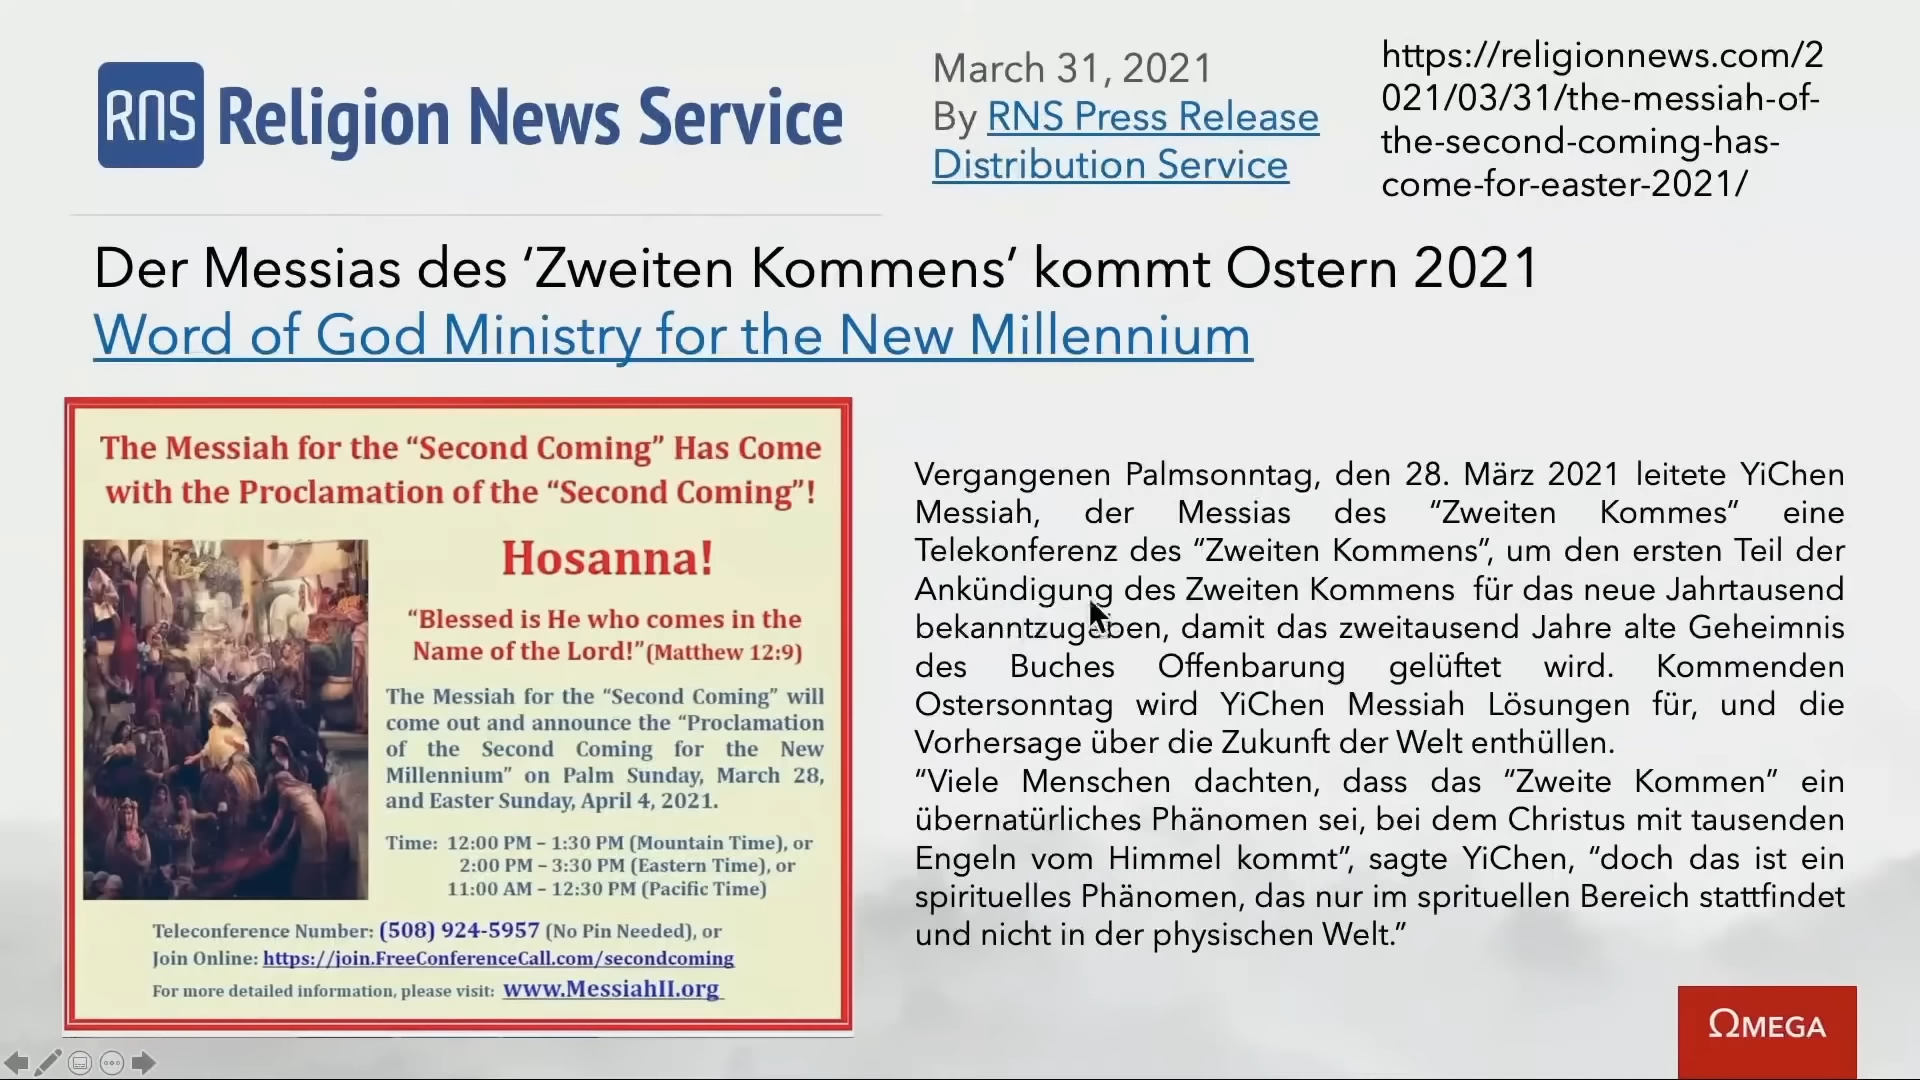 RNS Religion News Service
March 31, 2021
By RNS Press Release
Distribution Service
https://religionnews.com/2
021/03/31/the-messiah-of-
the-second-coming-has-
come-for-easter-2021/
Der Messias des ‘Zweiten Kommens’ kommt Ostern 2021
Word of God Ministry for the New Millennium
The Messiah for the “Second Coming” Has Come
with the Proclamation of the “Second Coming”!
Hosanna!
“Blessed is He who comes in the
Name of the Lord!”(Matthew 12:9)
The Messiah for the “Second Coming” will
come out and announce the “Proclamation
of the Second Coming for the New
Millennium” on Palm Sunday, March 28,
and Easter Sunday, April 4, 2021.
Time: 12:00 PM – 1:30 PM (Mountain Time), or
2:00 PM – 3:30 PM (Eastern Time), or
11:00 AM – 12:30 PM (Pacific Time)
Teleconference Number: (508) 924-5957 (No Pin Needed), or
Join Online: https://join.FreeConferenceCall.com/secondcoming
For more detailed information, please visit: www.MessiahII.org
Vergangenen Palmsonntag, den 28. März 2021 leitete YiChen
Messiah, der Messias des “Zweiten Kommes” eine
Telekonferenz des “Zweiten Kommens”, um den ersten Teil der
Ankündigung des Zweiten Kommens für das neue Jahrtausend
bekanntzugeben, damit das zweitausend Jahre alte Geheimnis
des Buches Offenbarung gelüftet wird. Kommenden
Ostersonntag wird YiChen Messiah Lösungen für, und die
Vorhersage über die Zukunft der Welt enthüllen.
“Viele Menschen dachten, dass das “Zweite Kommen” ein
übernatürliches Phänomen sei, bei dem Christus mit tausenden
Engeln vom Himmel kommt”, sagte YiChen, “doch das ist ein
spirituelles Phänomen, das nur im sprituellen Bereich stattfindet
und nicht in der physischen Welt.”
ΩMEGA